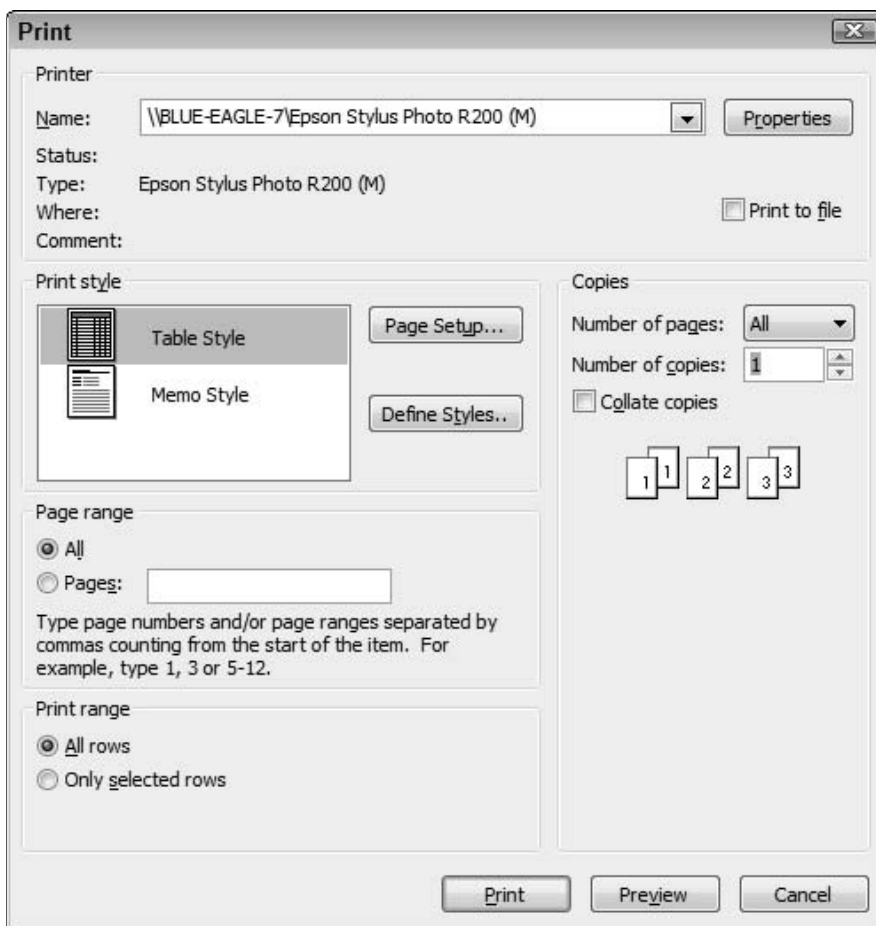 Print
Printer
Name: \\BLUE-EAGLE-7\Epson Stylus Photo R200 (M) Properties
Status:
Type: Epson Stylus Photo R200 (M)
Where: Print to file
Comment:
Print style
Table Style
Memo Style
Page Setup...
Define Styles..
Copies
Number of pages: All
Number of copies: 1
Collate copies
1 1 2 2 3 3
Page range
All
Pages:
Type page numbers and/or page ranges separated by
commas counting from the start of the item. For
example, type 1, 3 or 5-12.
Print range
All rows
Only selected rows
Print Preview Cancel